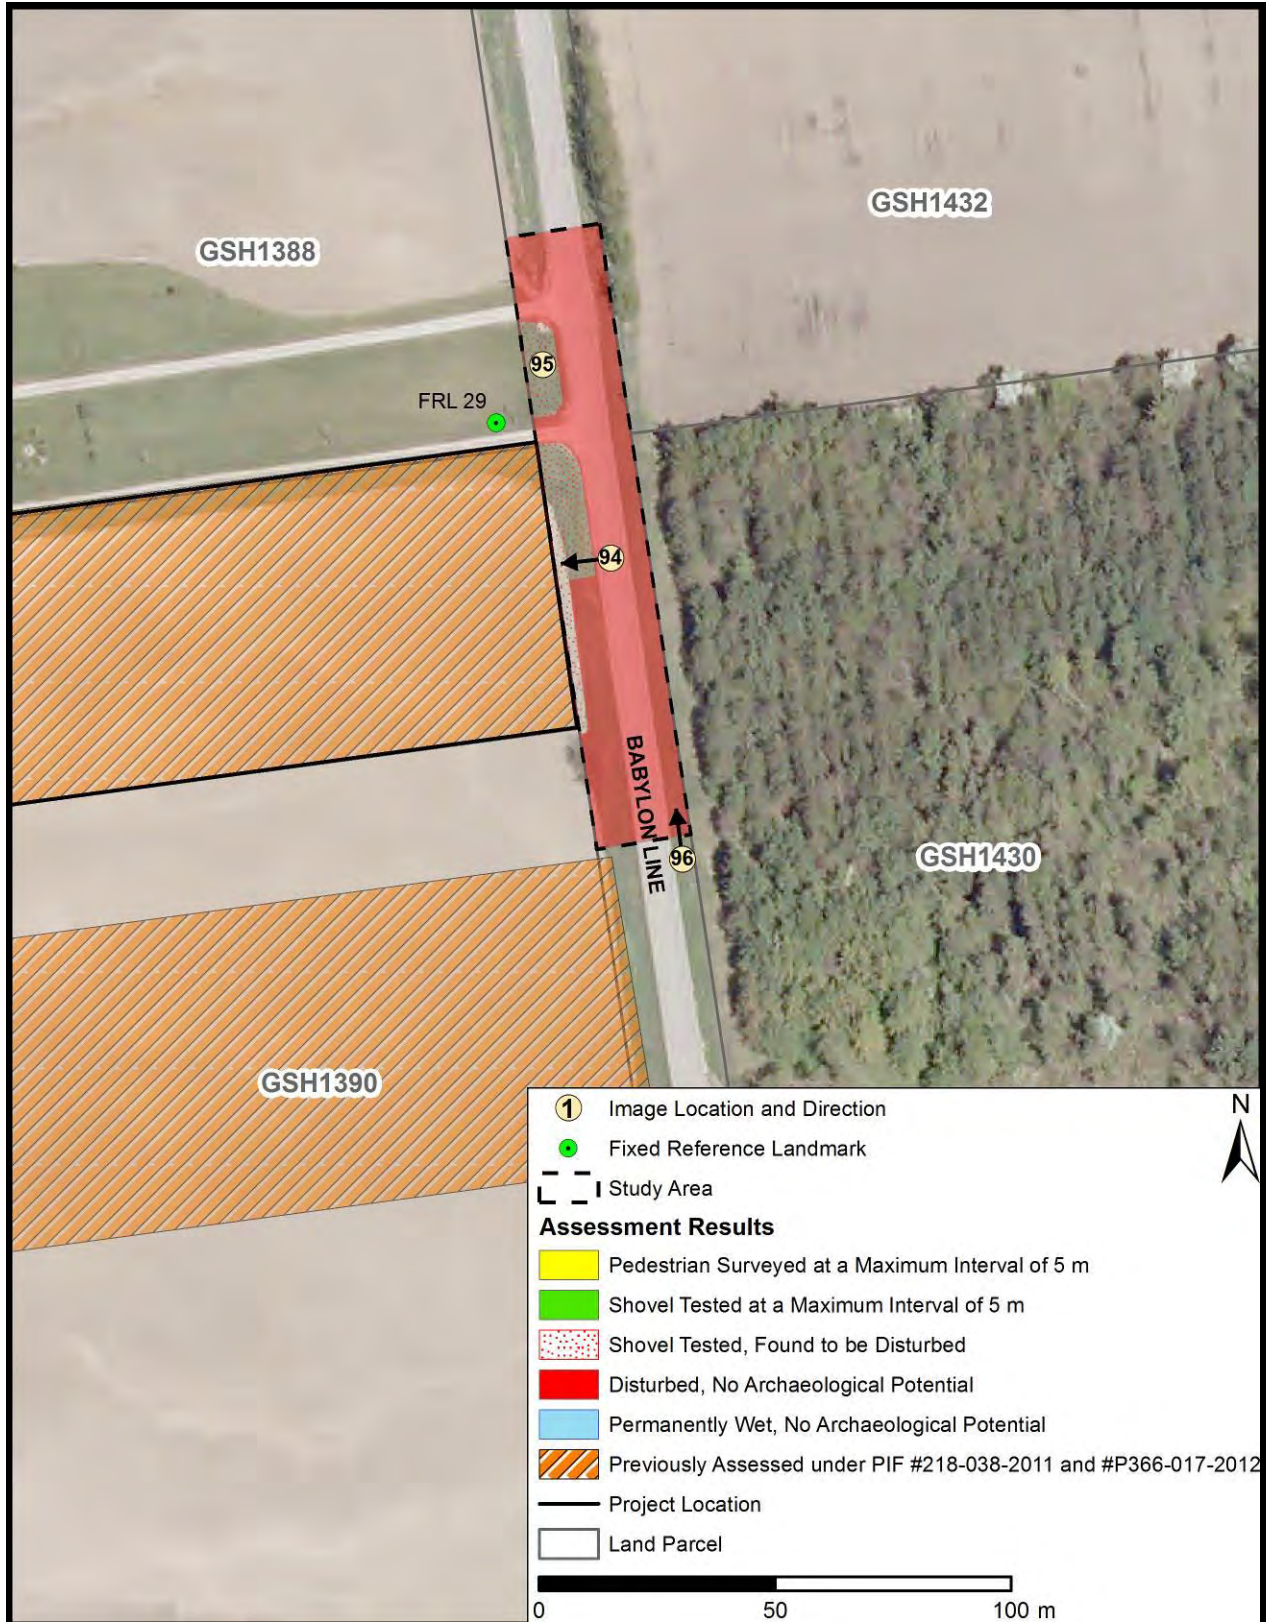 GSH1432
GSH1388
95
FRL 29
94
BABYLON LINE
96
GSH1430
GSH1390
1 Image Location and Direction
N
Fixed Reference Landmark
Study Area
Assessment Results
Pedestrian Surveyed at a Maximum Interval of 5 m
Shovel Tested at a Maximum Interval of 5 m
Shovel Tested, Found to be Disturbed
Disturbed, No Archaeological Potential
Permanently Wet, No Archaeological Potential
Previously Assessed under PIF #218-038-2011 and #P366-017-2012
Project Location
Land Parcel
0 50 100 m